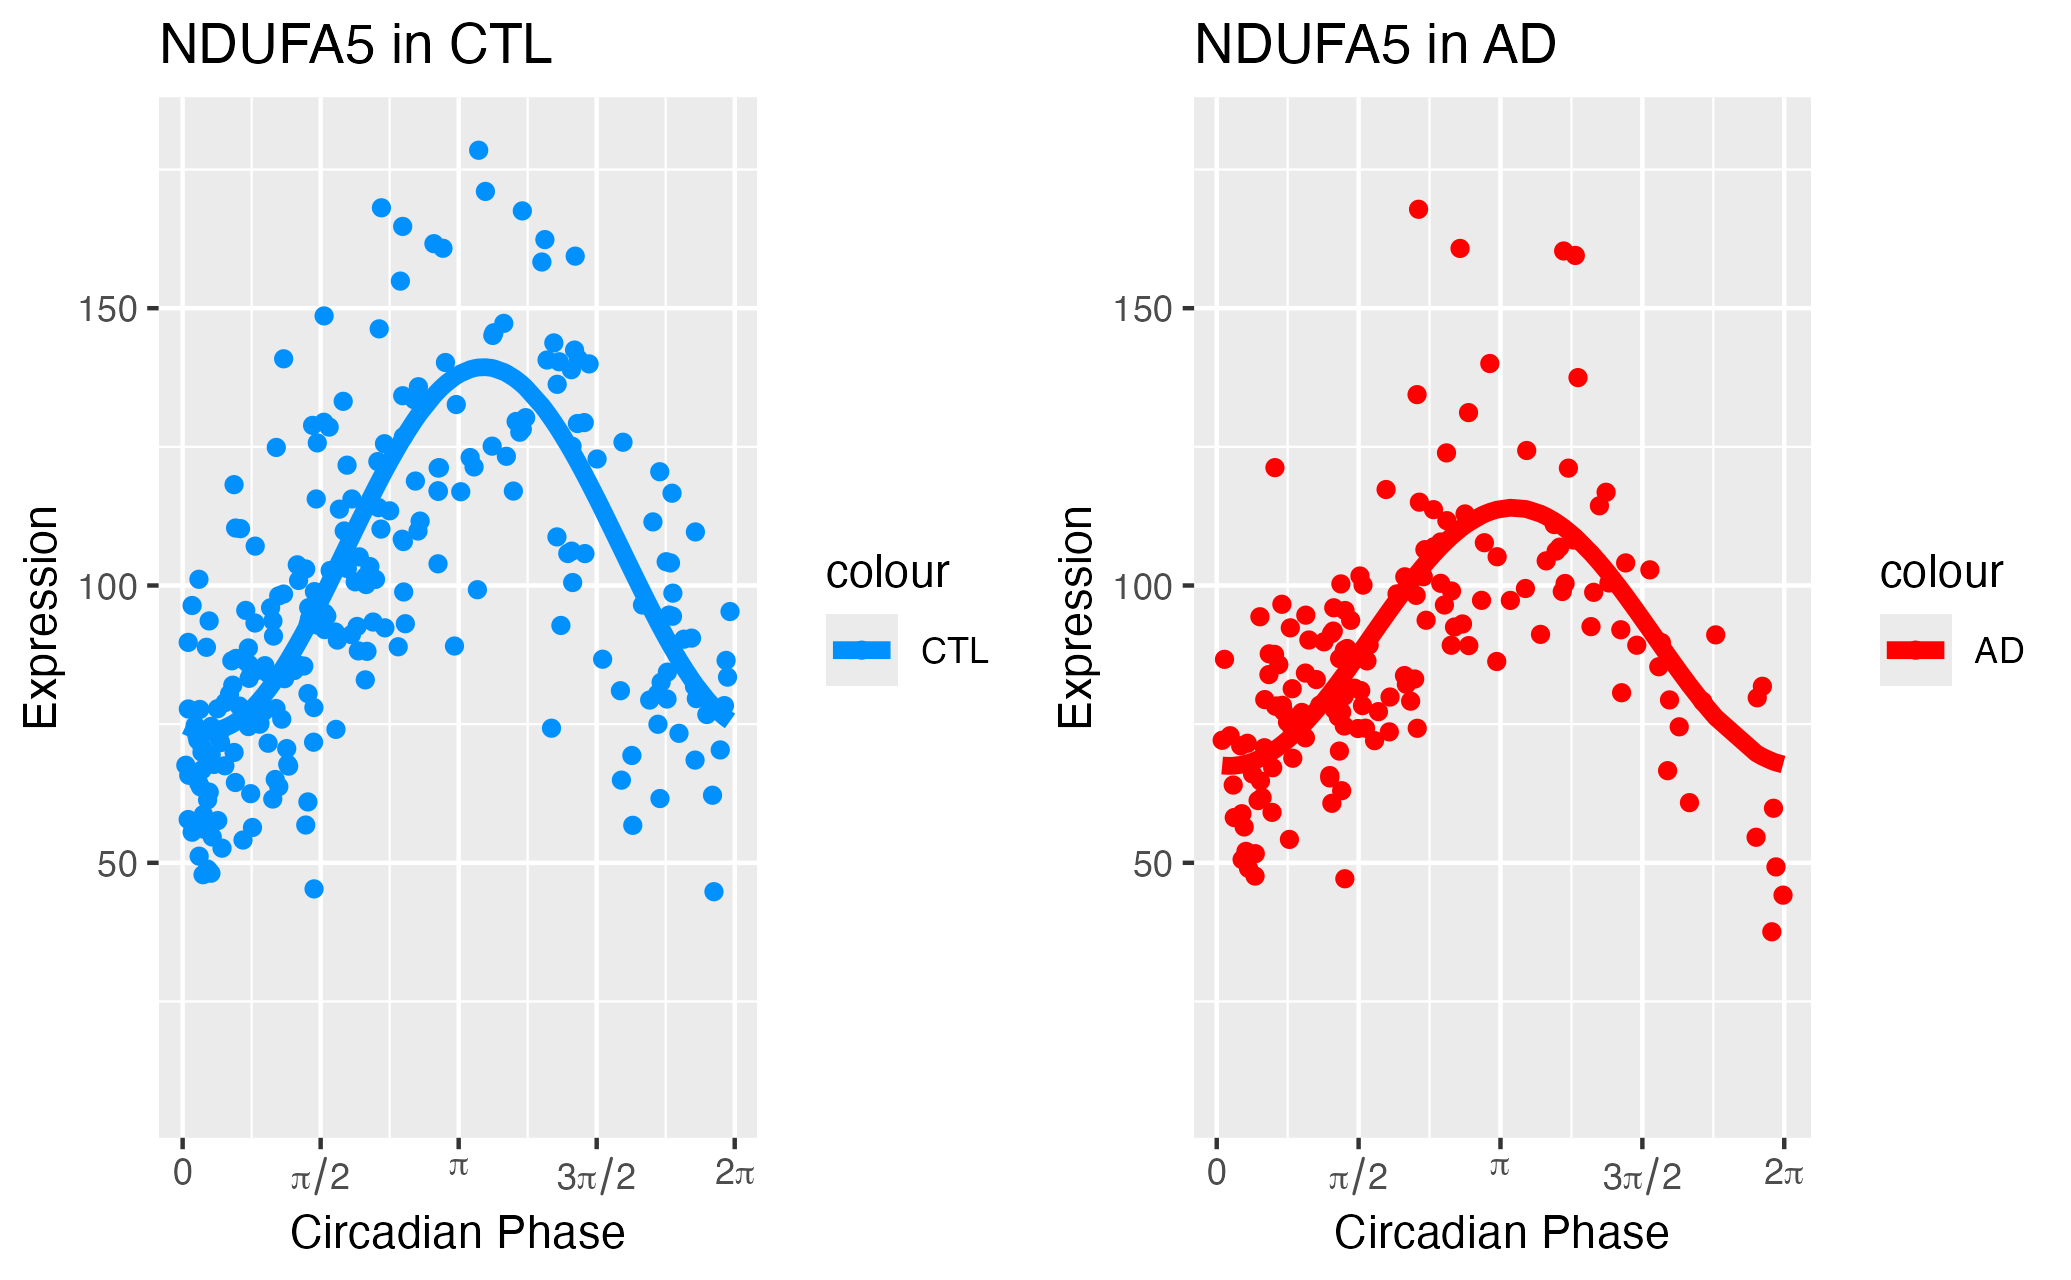 NDUFA5 in CTL
Expression
150
100
50
0
π/2
π
3π/2
2π
Circadian Phase
colour
CTL
NDUFA5 in AD
Expression
150
100
50
0
π/2
π
3π/2
2π
Circadian Phase
colour
AD